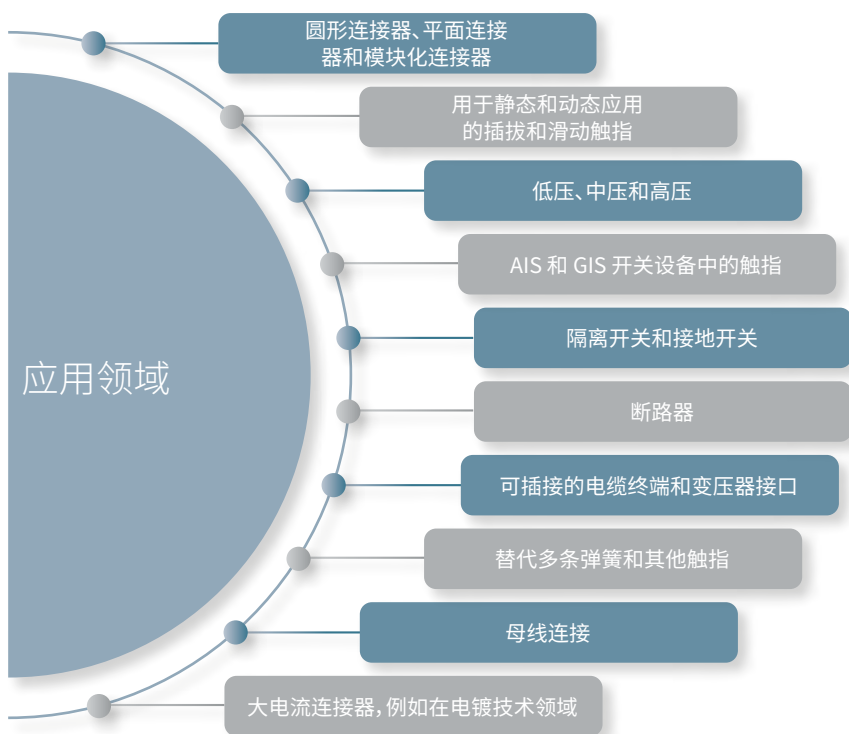 圆形连接器、平面连接
器和模块化连接器
用于静态和动态应用
的插拔和滑动触指
低压、中压和高压
AIS 和 GIS 开关设备中的触指
隔离开关和接地开关
应用领域
断路器
可插接的电缆终端和变压器接口
替代多条弹簧和其他触指
母线连接
大电流连接器,例如在电镀技术领域